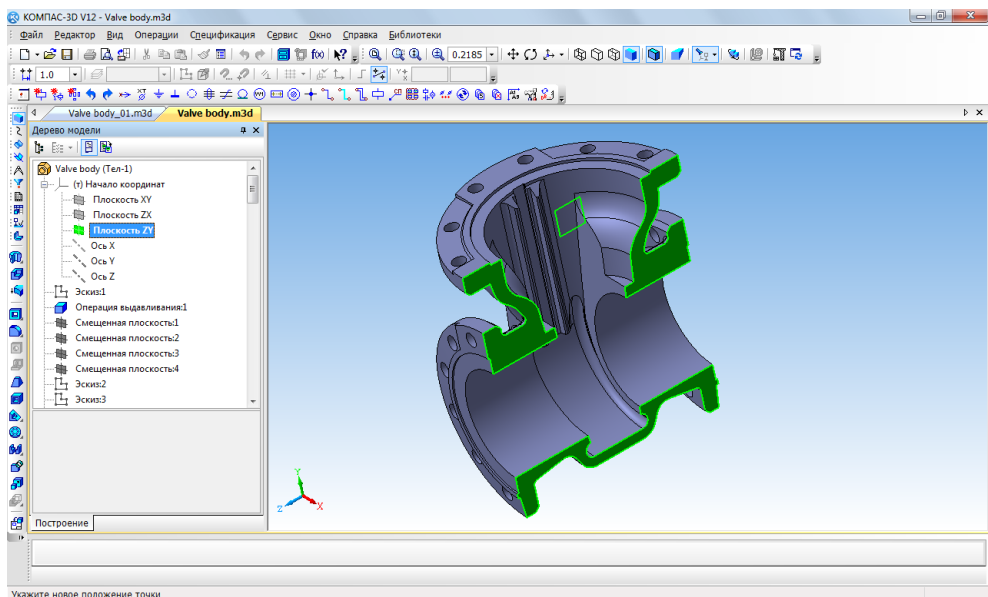 КОМПАС-3D V12 - Valve body.m3d
Файл Редактор Вид Операции Спецификация Сервис Окно Справка Библиотеки
0.2185
1.0
Valve body_01.m3d Valve body.m3d
Дерево модели
Valve body (Тел-1)
(т) Начало координат
Плоскость XY
Плоскость ZX
Плоскость ZY
Ось X
Ось Y
Ось Z
Эскиз:1
Операция выдавливания:1
Смещенная плоскость:1
Смещенная плоскость:2
Смещенная плоскость:3
Смещенная плоскость:4
Эскиз:2
Эскиз:3
Y
Z X
Построение
Укажите новое положение точки